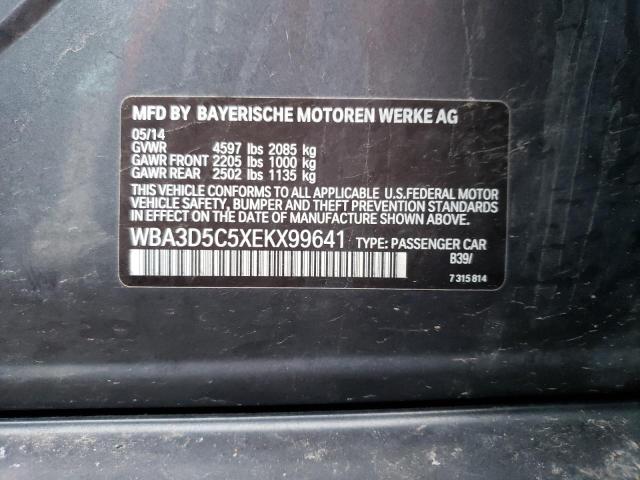 MFD BY BAYERISCHE MOTOREN WERKE AG
05/14
GVWR 4597 lbs 2085 kg
GAWR FRONT 2205 lbs 1000 kg
GAWR REAR 2502 lbs 1135 kg
THIS VEHICLE CONFORMS TO ALL APPLICABLE U.S.FEDERAL MOTOR
VEHICLE SAFETY, BUMPER, AND THEFT PREVENTION STANDARDS
IN EFFECT ON THE DATE OF MANUFACTURE SHOWN ABOVE.
WBA3D5C5XEKX99641 TYPE: PASSENGER CAR
B39/
7 315 814